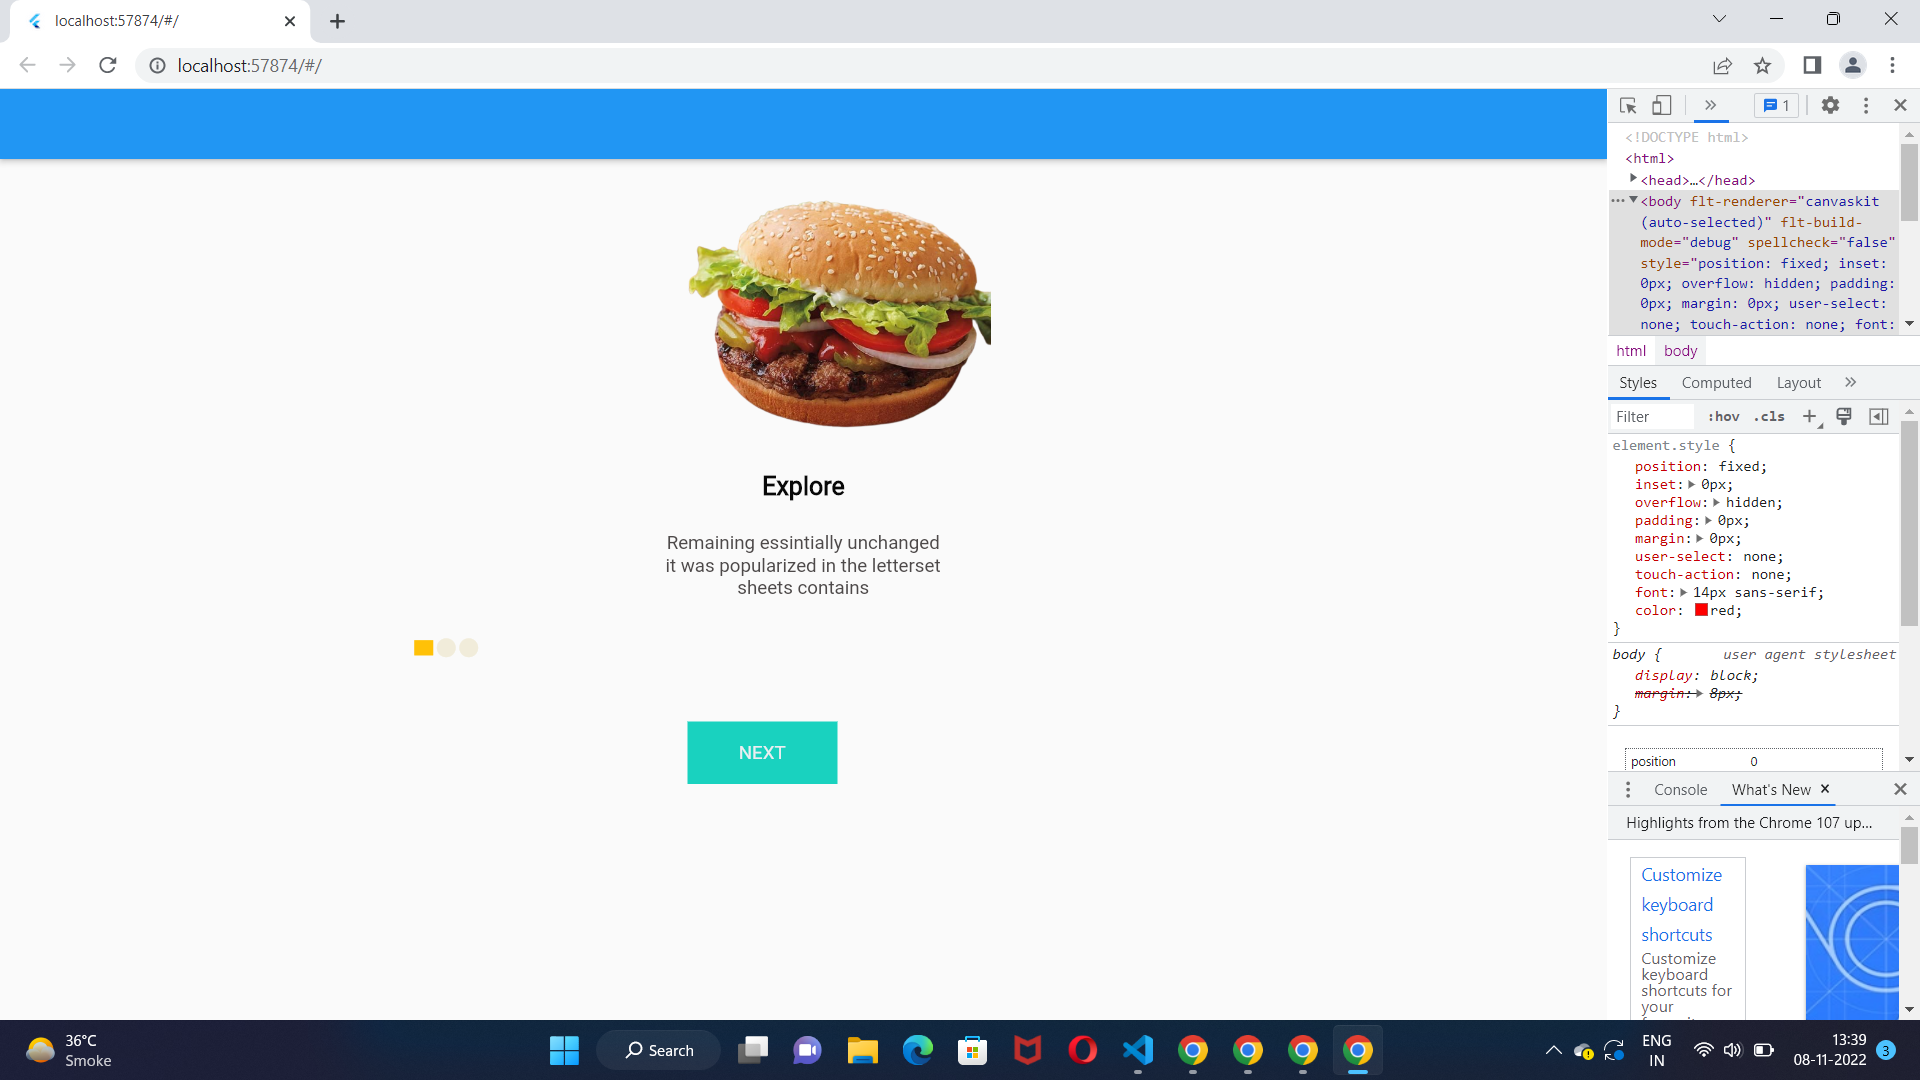 localhost:57874/#/
localhost:57874/#/
1
<!DOCTYPE html>
<html>
<head>…</head>
<body flt-renderer="canvaskit
(auto-selected)" flt-build-
mode="debug" spellcheck="false"
style="position: fixed; inset:
0px; overflow: hidden; padding:
0px; margin: 0px; user-select:
none; touch-action: none; font:
html body
Styles Computed Layout
Filter :hov .cls
element.style {
position: fixed;
inset: 0px;
overflow: hidden;
padding: 0px;
margin: 0px;
user-select: none;
touch-action: none;
font: 14px sans-serif;
color: red;
}
body { user agent stylesheet
display: block;
margin: 8px;
}
position 0
Console What's New
Highlights from the Chrome 107 up...
Customize
keyboard
shortcuts
Customize
keyboard
shortcuts for
your
Explore
Remaining essintially unchanged
it was popularized in the letterset
sheets contains
NEXT
36°C
Smoke
Search
ENG
IN
13:39
08-11-2022
3